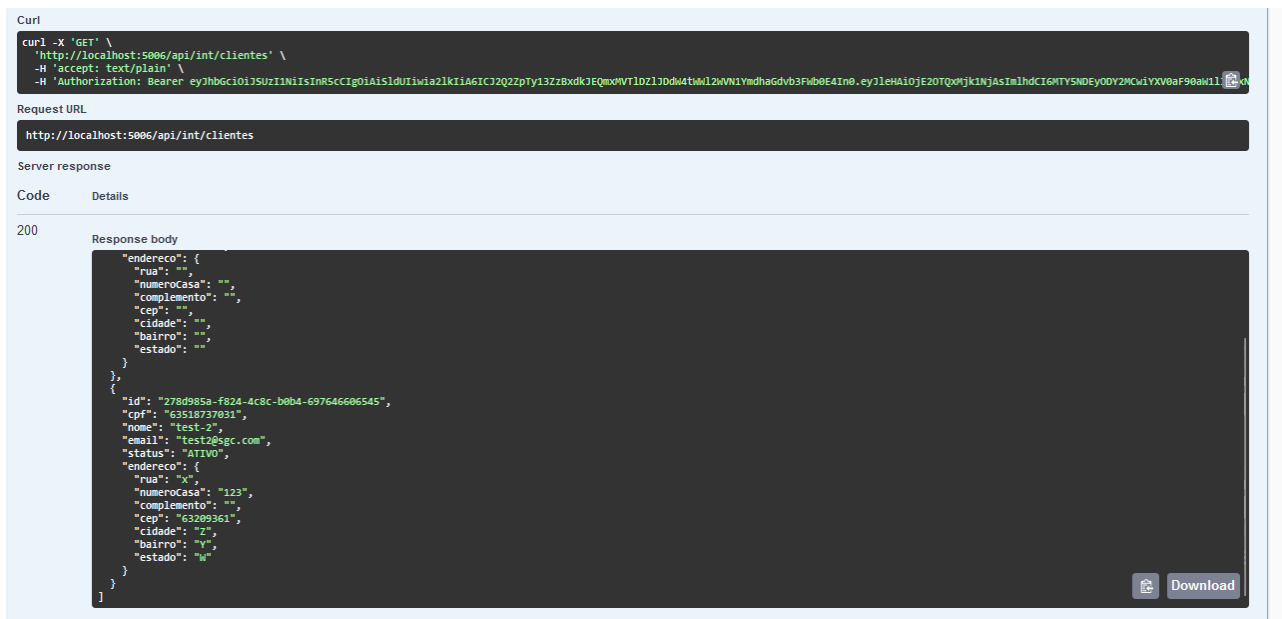 Curl
curl -X 'GET' \
'http://localhost:5006/api/int/clientes' \
-H 'accept: text/plain' \
-H 'Authorization: Bearer
Request URL
http://localhost:5006/api/int/clientes
Server response
Code Details
200
Response body
"endereco": {
"rua": "",
"numeroCasa": "",
"complemento": "",
"cep": "",
"cidade": "",
"bairro": "",
"estado": ""
}
},
{
"id": "278d985a-f824-4c8c-b0b4-697646606545",
"cpf": "63518737031",
"nome": "test-2",
"email": "test2@sgc.com",
"status": "ATIVO",
"endereco": {
"rua": "x",
"numeroCasa": "123",
"complemento": "",
"cep": "63209361",
"cidade": "Z",
"bairro": "Y",
"estado": "W"
}
}
]
Download